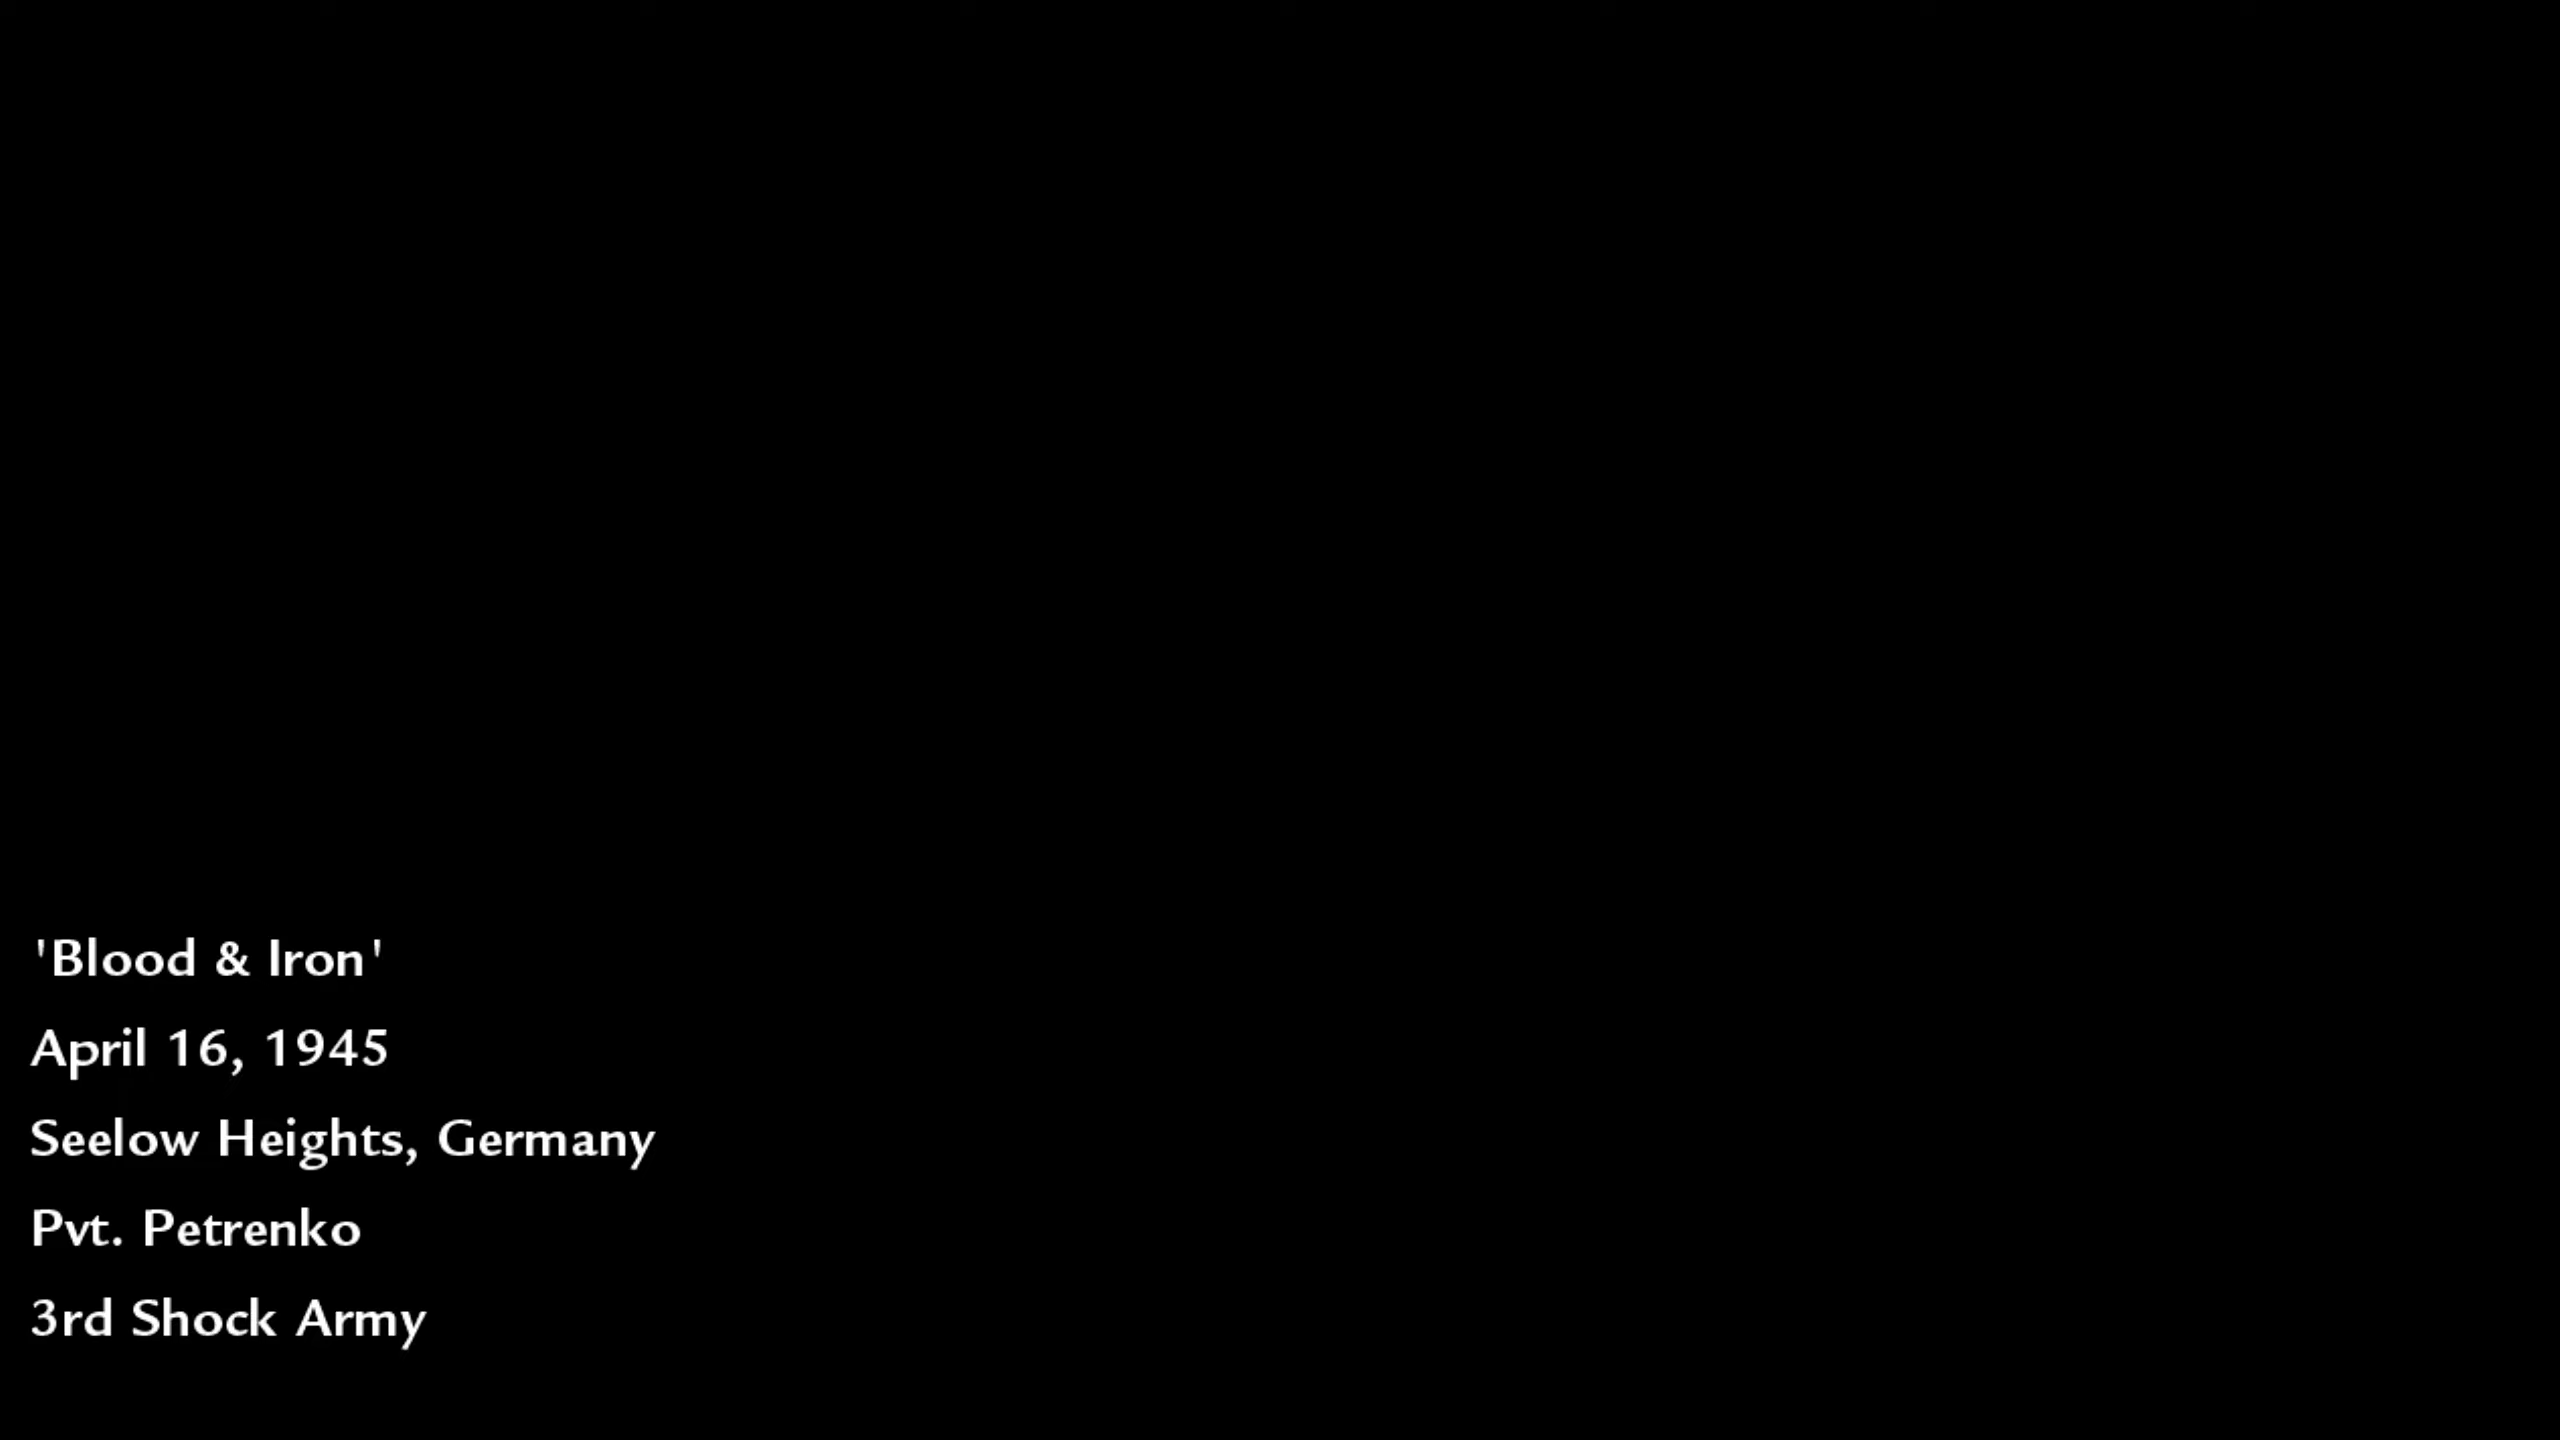 'Blood & Iron'
April 16, 1945
Seelow Heights, Germany
Pvt. Petrenko
3rd Shock Army